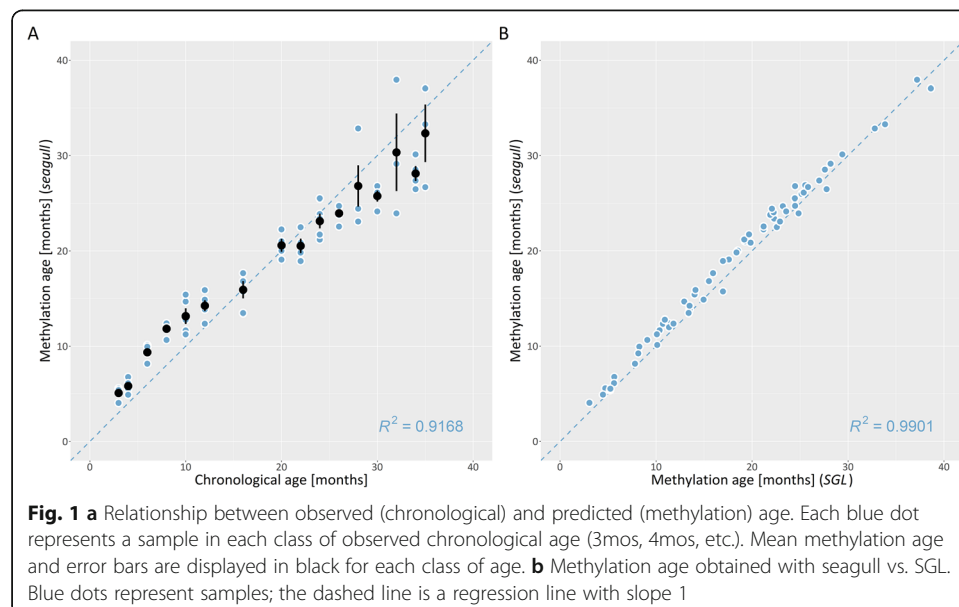 A
B
40
30
20
10
0
Methylation age [months] (seagull)
0 10 20 30 40
Chronological age [months]
R² = 0.9168
40
30
20
10
0
Methylation age [months] (seagull)
0 10 20 30 40
Methylation age [months] (SGL)
R² = 0.9901
Fig. 1 a Relationship between observed (chronological) and predicted (methylation) age. Each blue dot
represents a sample in each class of observed chronological age (3mos, 4mos, etc.). Mean methylation age
and error bars are displayed in black for each class of age. b Methylation age obtained with seagull vs. SGL.
Blue dots represent samples; the dashed line is a regression line with slope 1